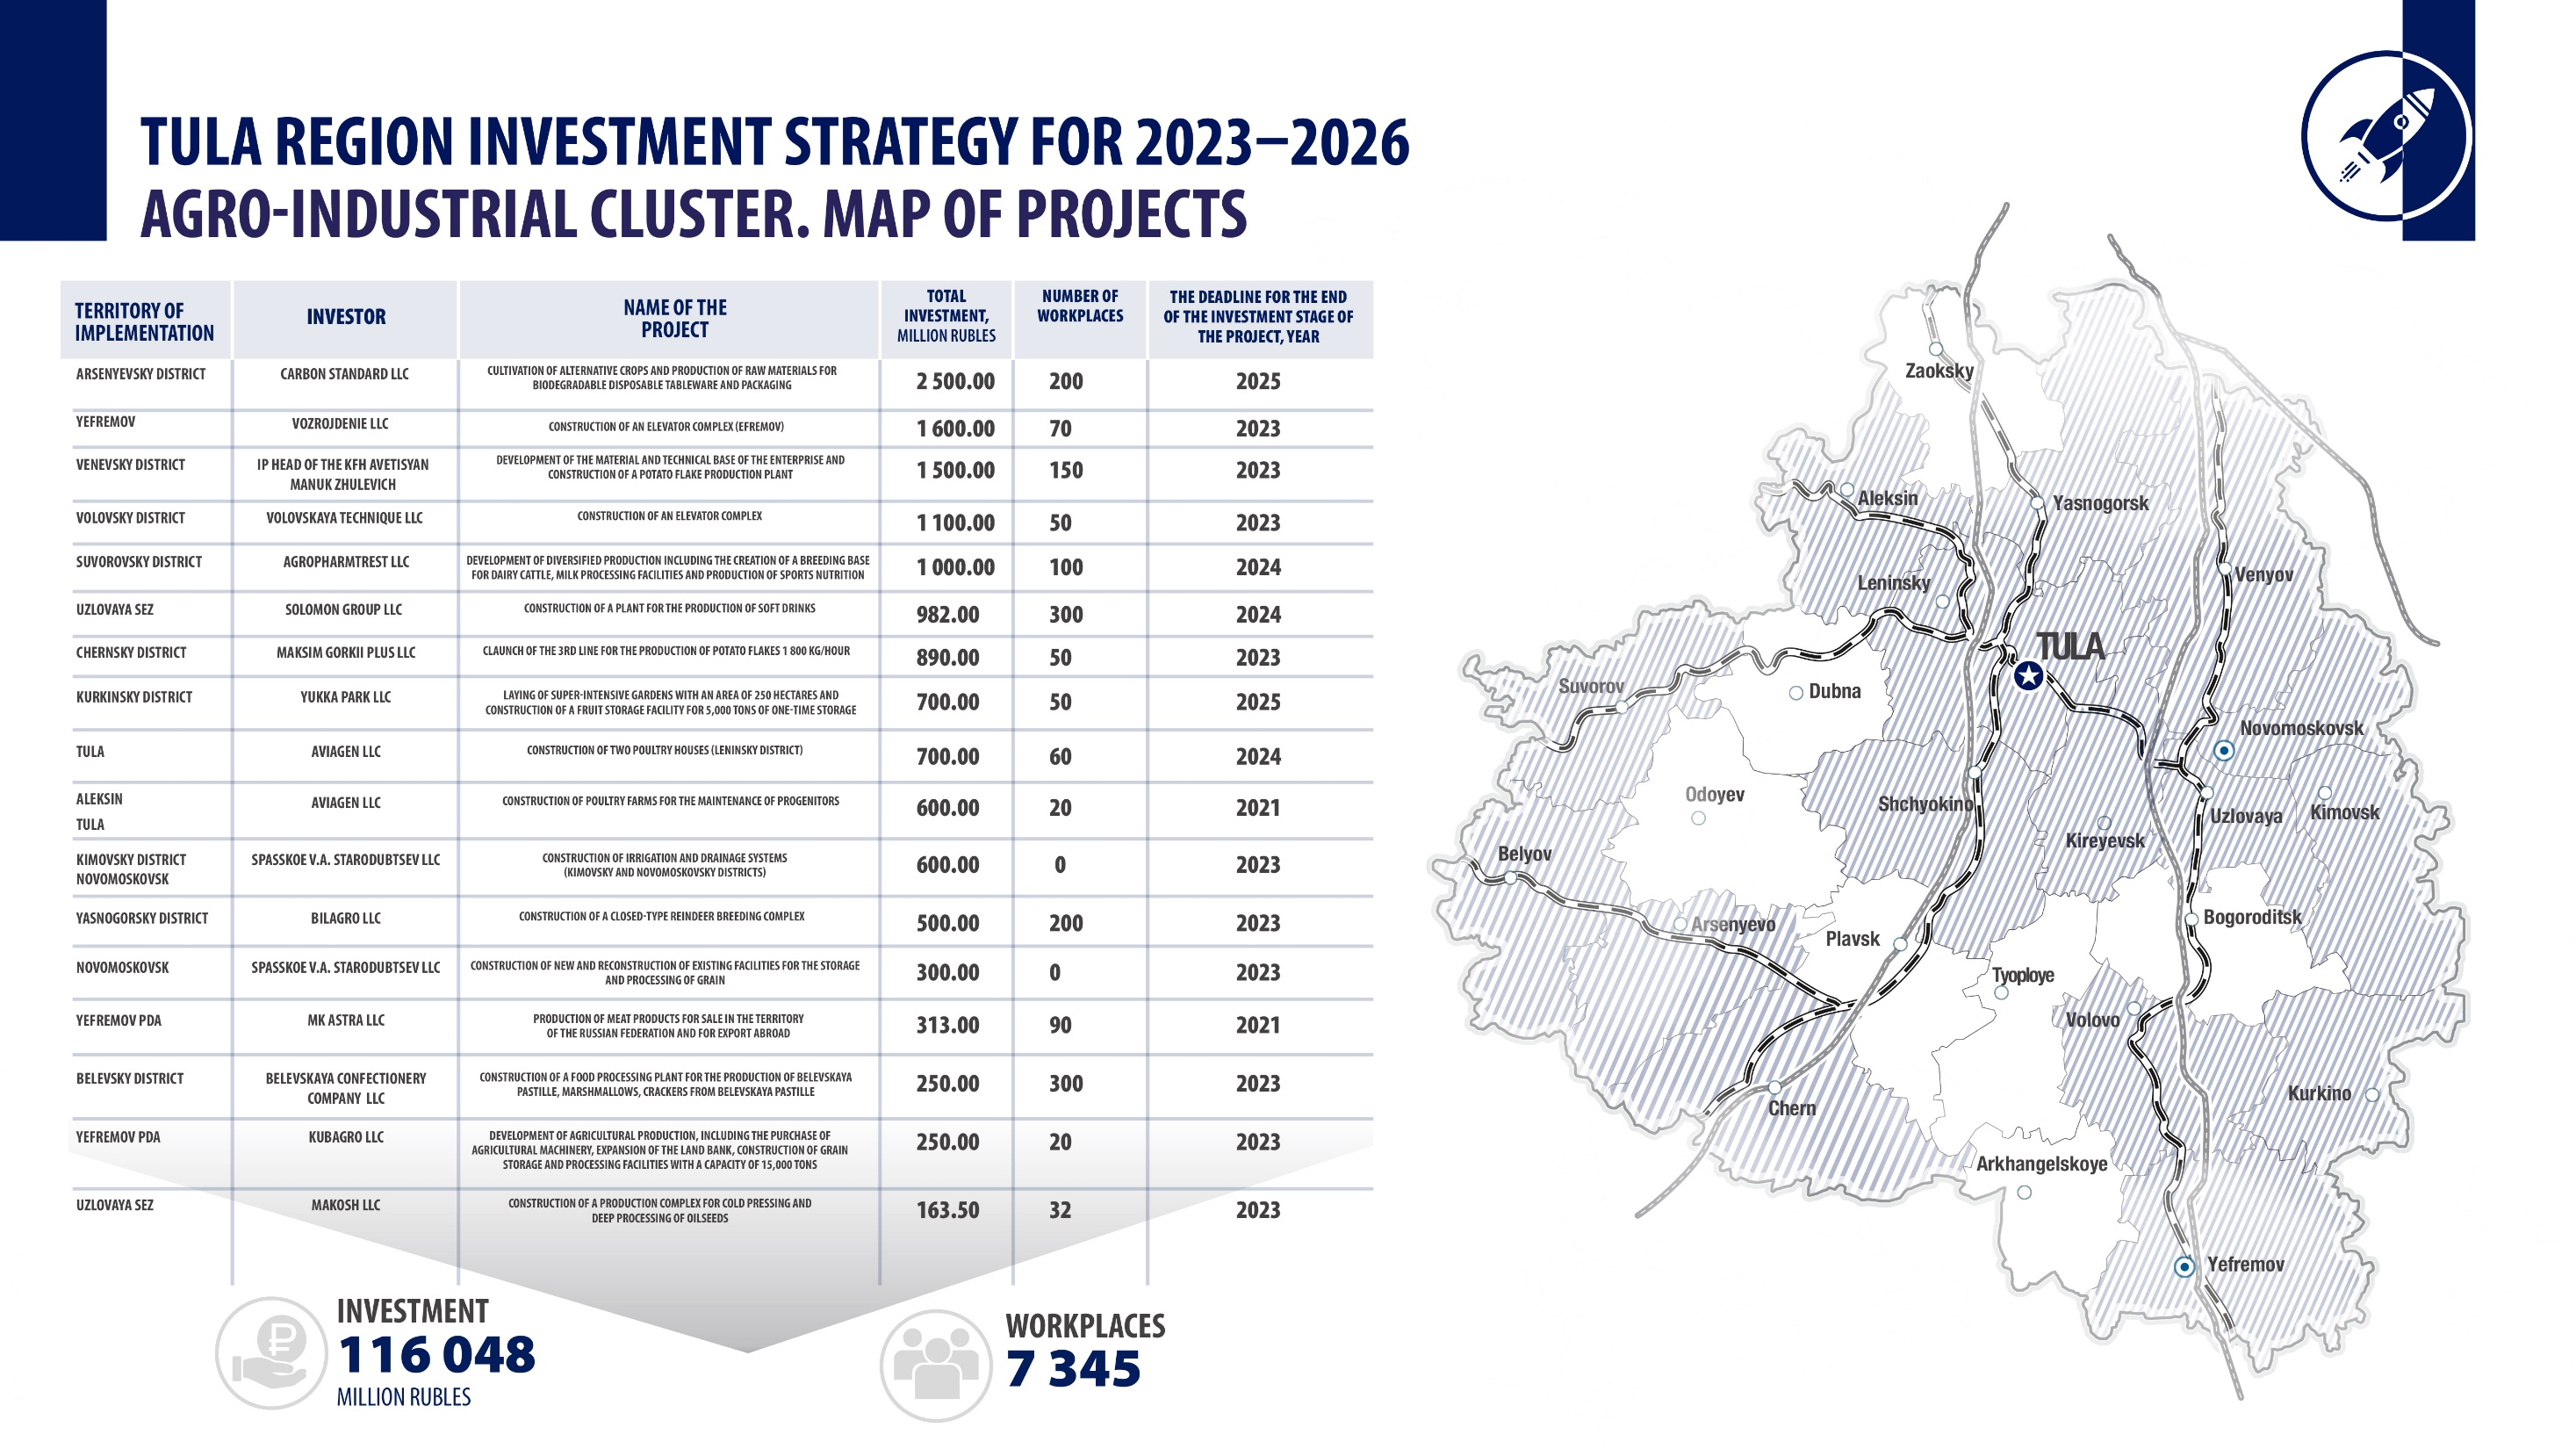 TULA REGION INVESTMENT STRATEGY FOR 2023–2026
AGRO-INDUSTRIAL CLUSTER. MAP OF PROJECTS
TERRITORY OF
IMPLEMENTATION
INVESTOR
NAME OF THE
PROJECT
TOTAL
INVESTMENT,
MILLION RUBLES
NUMBER OF
WORKPLACES
THE DEADLINE FOR THE END
OF THE INVESTMENT STAGE OF
THE PROJECT, YEAR
ARSENYEVSKY DISTRICT
CARBON STANDARD LLC
CULTIVATION OF ALTERNATIVE CROPS AND PRODUCTION OF RAW MATERIALS FOR
BIODEGRADABLE DISPOSABLE TABLEWARE AND PACKAGING
2 500.00
200
2025
YEFREMOV
VOZROJDENIE LLC
CONSTRUCTION OF AN ELEVATOR COMPLEX (EFREMOV)
1 600.00
70
2023
VENEVSKY DISTRICT
IP HEAD OF THE KFH AVETISYAN
MANUK ZHULEVICH
DEVELOPMENT OF THE MATERIAL AND TECHNICAL BASE OF THE ENTERPRISE AND
CONSTRUCTION OF A POTATO FLAKE PRODUCTION PLANT
1 500.00
150
2023
VOLOVSKY DISTRICT
VOLOVSKAYA TECHNIQUE LLC
CONSTRUCTION OF AN ELEVATOR COMPLEX
1 100.00
50
2023
SUVOROVSKY DISTRICT
AGROPHARMTREST LLC
DEVELOPMENT OF DIVERSIFIED PRODUCTION INCLUDING THE CREATION OF A BREEDING BASE
FOR DAIRY CATTLE, MILK PROCESSING FACILITIES AND PRODUCTION OF SPORTS NUTRITION
1 000.00
100
2024
UZLOVAYA SEZ
SOLOMON GROUP LLC
CONSTRUCTION OF A PLANT FOR THE PRODUCTION OF SOFT DRINKS
982.00
300
2024
CHERNSKY DISTRICT
MAKSIM GORKII PLUS LLC
CLAUNCH OF THE 3RD LINE FOR THE PRODUCTION OF POTATO FLAKES 1 800 KG/HOUR
890.00
50
2023
KURKINSKY DISTRICT
YUKKA PARK LLC
LAYING OF SUPER-INTENSIVE GARDENS WITH AN AREA OF 250 HECTARES AND
CONSTRUCTION OF A FRUIT STORAGE FACILITY FOR 5,000 TONS OF ONE-TIME STORAGE
700.00
50
2025
TULA
AVIAGEN LLC
CONSTRUCTION OF TWO POULTRY HOUSES (LENINSKY DISTRICT)
700.00
60
2024
ALEKSIN
TULA
AVIAGEN LLC
CONSTRUCTION OF POULTRY FARMS FOR THE MAINTENANCE OF PROGENITORS
600.00
20
2021
KIMOVSKY DISTRICT
NOVOMOSKOVSK
SPASSKOE V.A. STARODUBTSEV LLC
CONSTRUCTION OF IRRIGATION AND DRAINAGE SYSTEMS
(KIMOVSKY AND NOVOMOSKOVSKY DISTRICTS)
600.00
0
2023
YASNOGORSKY DISTRICT
BILAGRO LLC
CONSTRUCTION OF A CLOSED-TYPE REINDEER BREEDING COMPLEX
500.00
200
2023
NOVOMOSKOVSK
SPASSKOE V.A. STARODUBTSEV LLC
CONSTRUCTION OF NEW AND RECONSTRUCTION OF EXISTING FACILITIES FOR THE STORAGE
AND PROCESSING OF GRAIN
300.00
0
2023
YEFREMOV PDA
MK ASTRA LLC
PRODUCTION OF MEAT PRODUCTS FOR SALE IN THE TERRITORY
OF THE RUSSIAN FEDERATION AND FOR EXPORT ABROAD
313.00
90
2021
BELEVSKY DISTRICT
BELEVSKAYA CONFECTIONERY
COMPANY LLC
CONSTRUCTION OF A FOOD PROCESSING PLANT FOR THE PRODUCTION OF BELEVSKAYA
PASTILLE, MARSHMALLOWS, CRACKERS FROM BELEVSKAYA PASTILLE
250.00
300
2023
YEFREMOV PDA
KUBAGRO LLC
DEVELOPMENT OF AGRICULTURAL PRODUCTION, INCLUDING THE PURCHASE OF
AGRICULTURAL MACHINERY, EXPANSION OF THE LAND BANK, CONSTRUCTION OF GRAIN
STORAGE AND PROCESSING FACILITIES WITH A CAPACITY OF 15,000 TONS
250.00
20
2023
UZLOVAYA SEZ
MAKOSH LLC
CONSTRUCTION OF A PRODUCTION COMPLEX FOR COLD PRESSING AND
DEEP PROCESSING OF OILSEEDS
163.50
32
2023
INVESTMENT
116 048
MILLION RUBLES
WORKPLACES
7 345
Zaoksky
Aleksin
Yasnogorsk
Leninsky
Venyov
TULA
Suvorov
Dubna
Novomoskovsk
Odoyev
Shchyokino
Uzlovaya
Kimovsk
Kireyevsk
Belyov
Arsenyevo
Plavsk
Bogoroditsk
Tyoploye
Volovo
Kurkino
Chern
Arkhangelskoye
Yefremov